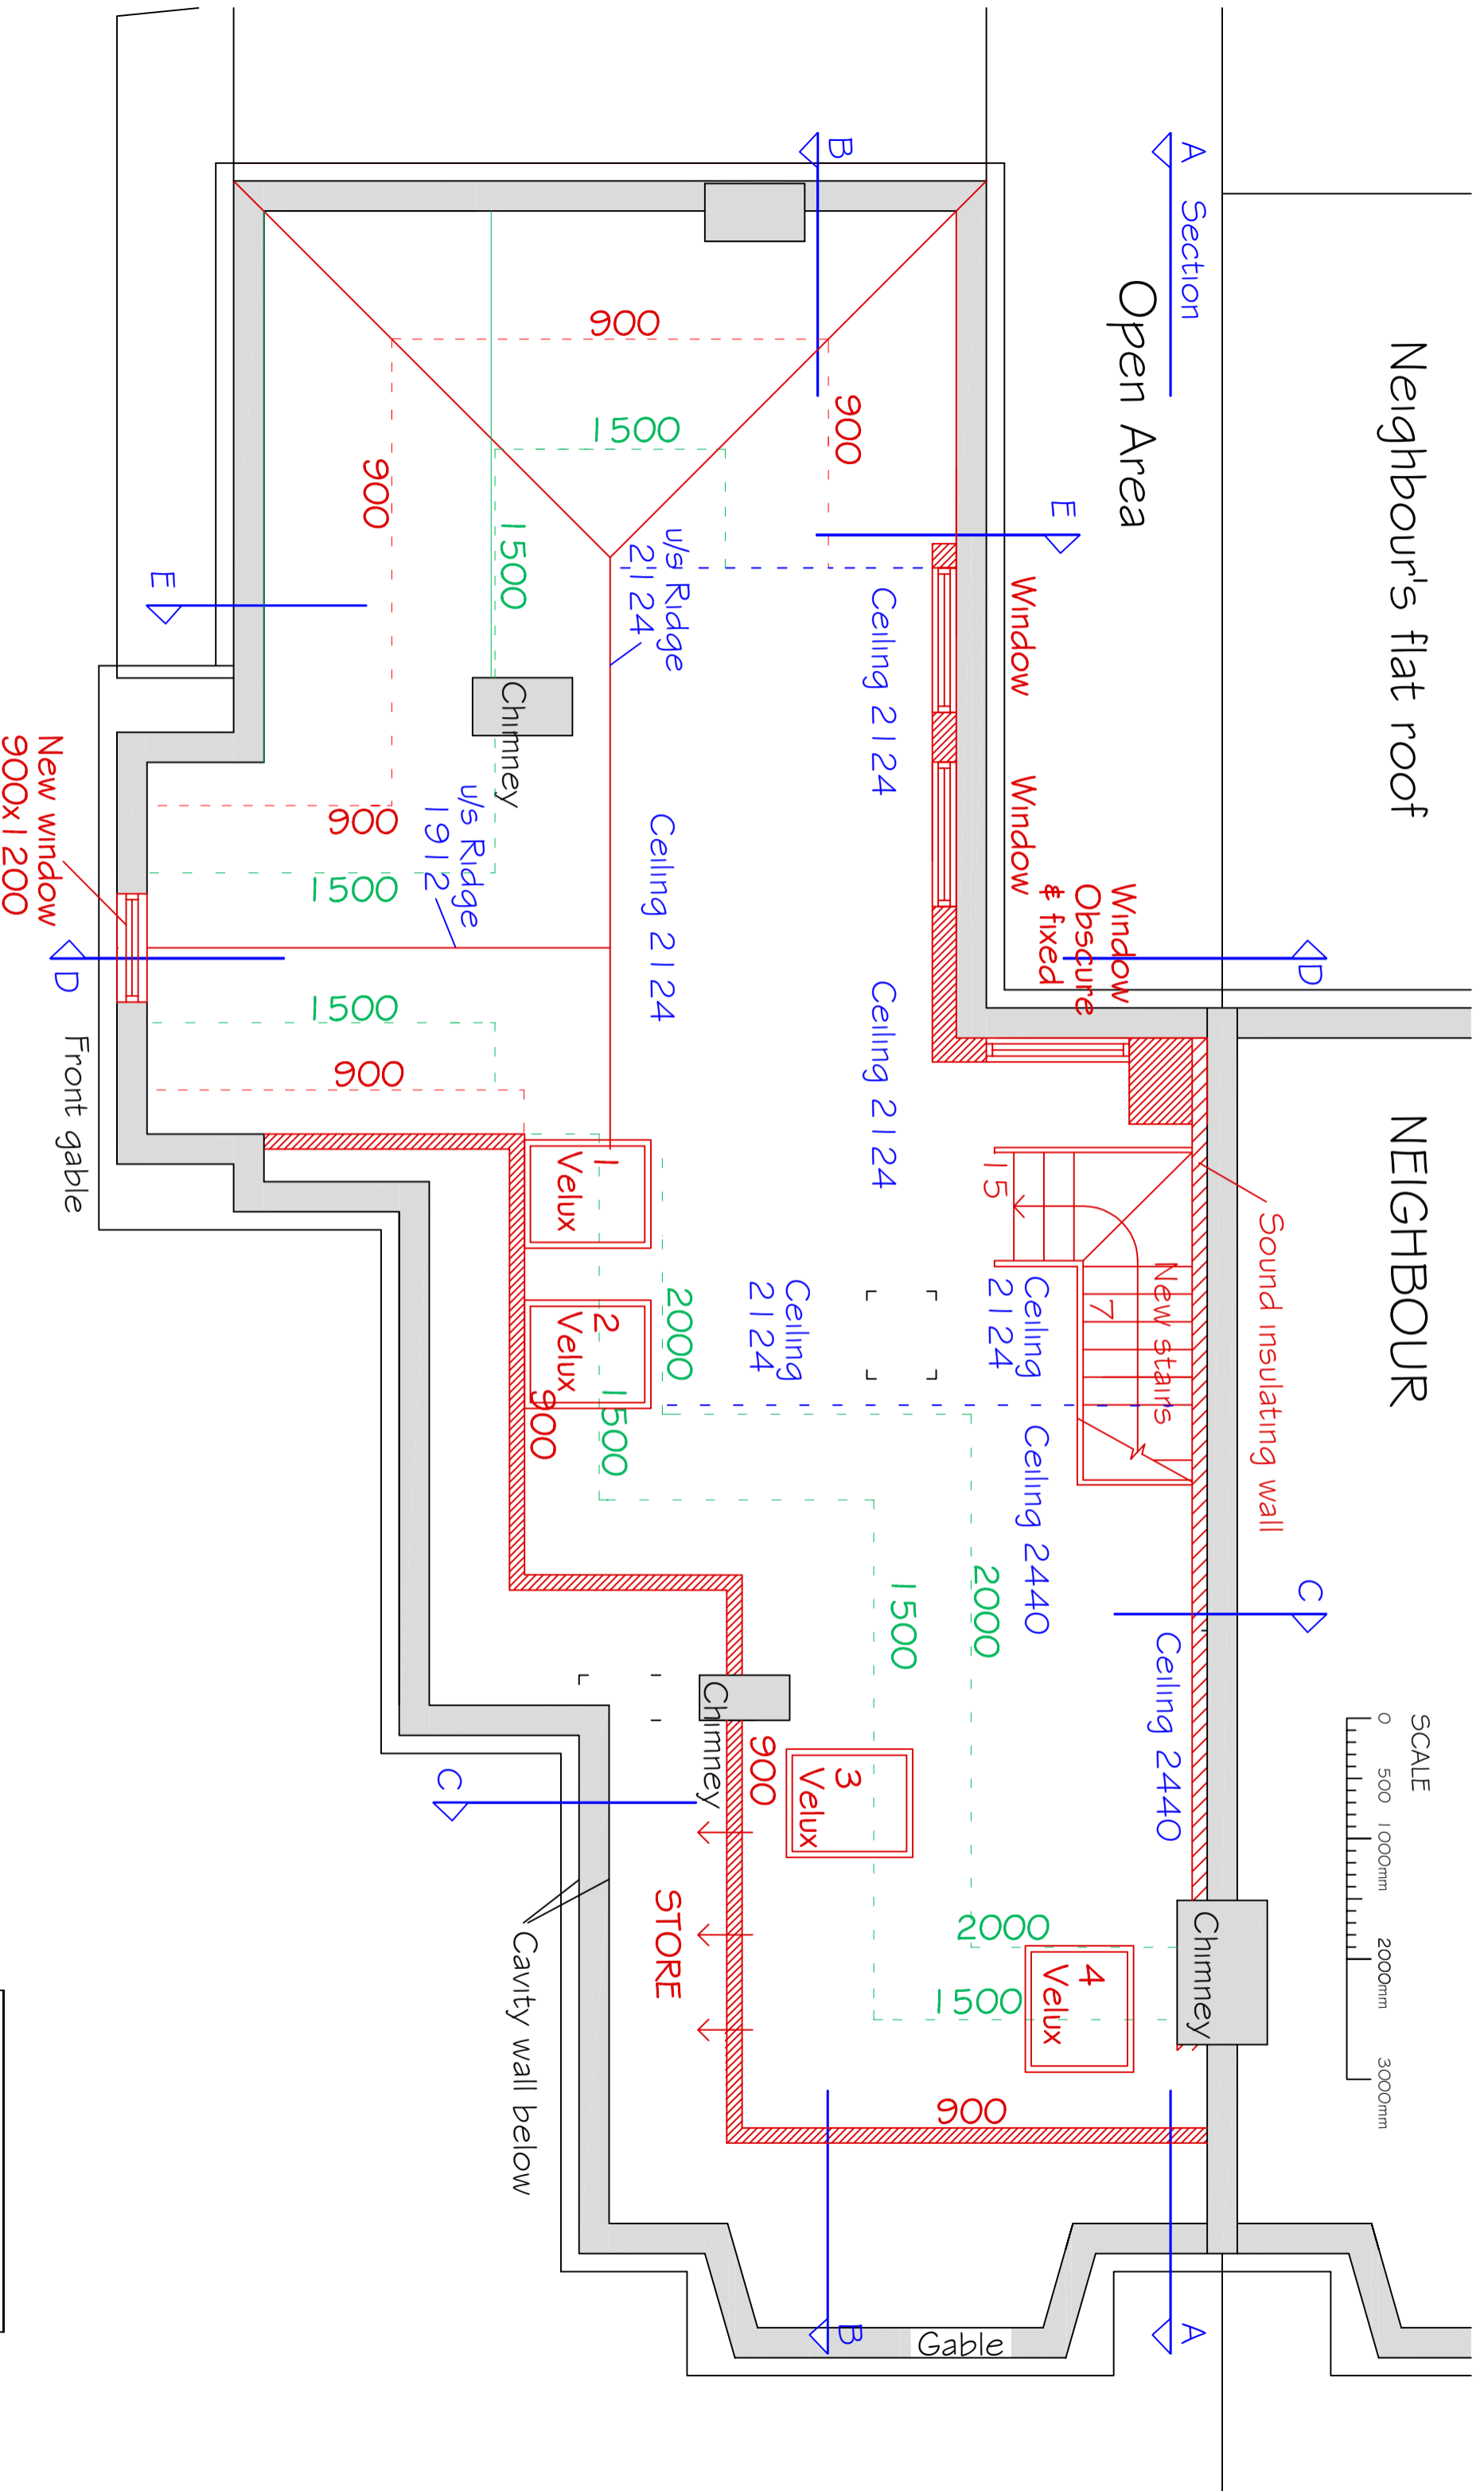 Neighbour's flat roof
NEIGHBOUR
SCALE
0 500 1000mm 2000mm 3000mm
A Section
Open Area
Sound insulating wall
C
D
Window
Obscure
& fixed
Window
Window
E
B
New stairs
7
15
Ceiling 2440
Chimney
A
Ceiling
2124
Ceiling 2440
4
Velux
2000
1500
900
2000
1500
Ceiling 2124
Ceiling 2124
900
900
Ceiling
2124
3
Velux
900
B
Gable
1500
u/s Ridge
2124
Ceiling 2124
2000
Chimney
STORE
1500
Chimney
1
Velux
2
Velux
1500
900
Cavity wall below
900
u/s Ridge
1912
900
1500
1500
900
C
E
Front gable
D
New window
900x1200